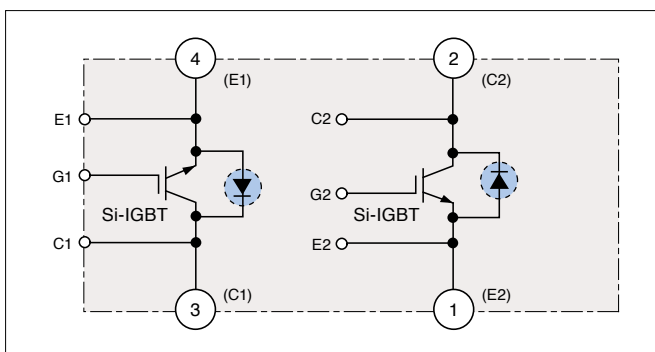 4
(E1)
2
(C2)
E1
C2
G1
G2
Si-IGBT
Si-IGBT
C1
E2
3
(C1)
1
(E2)